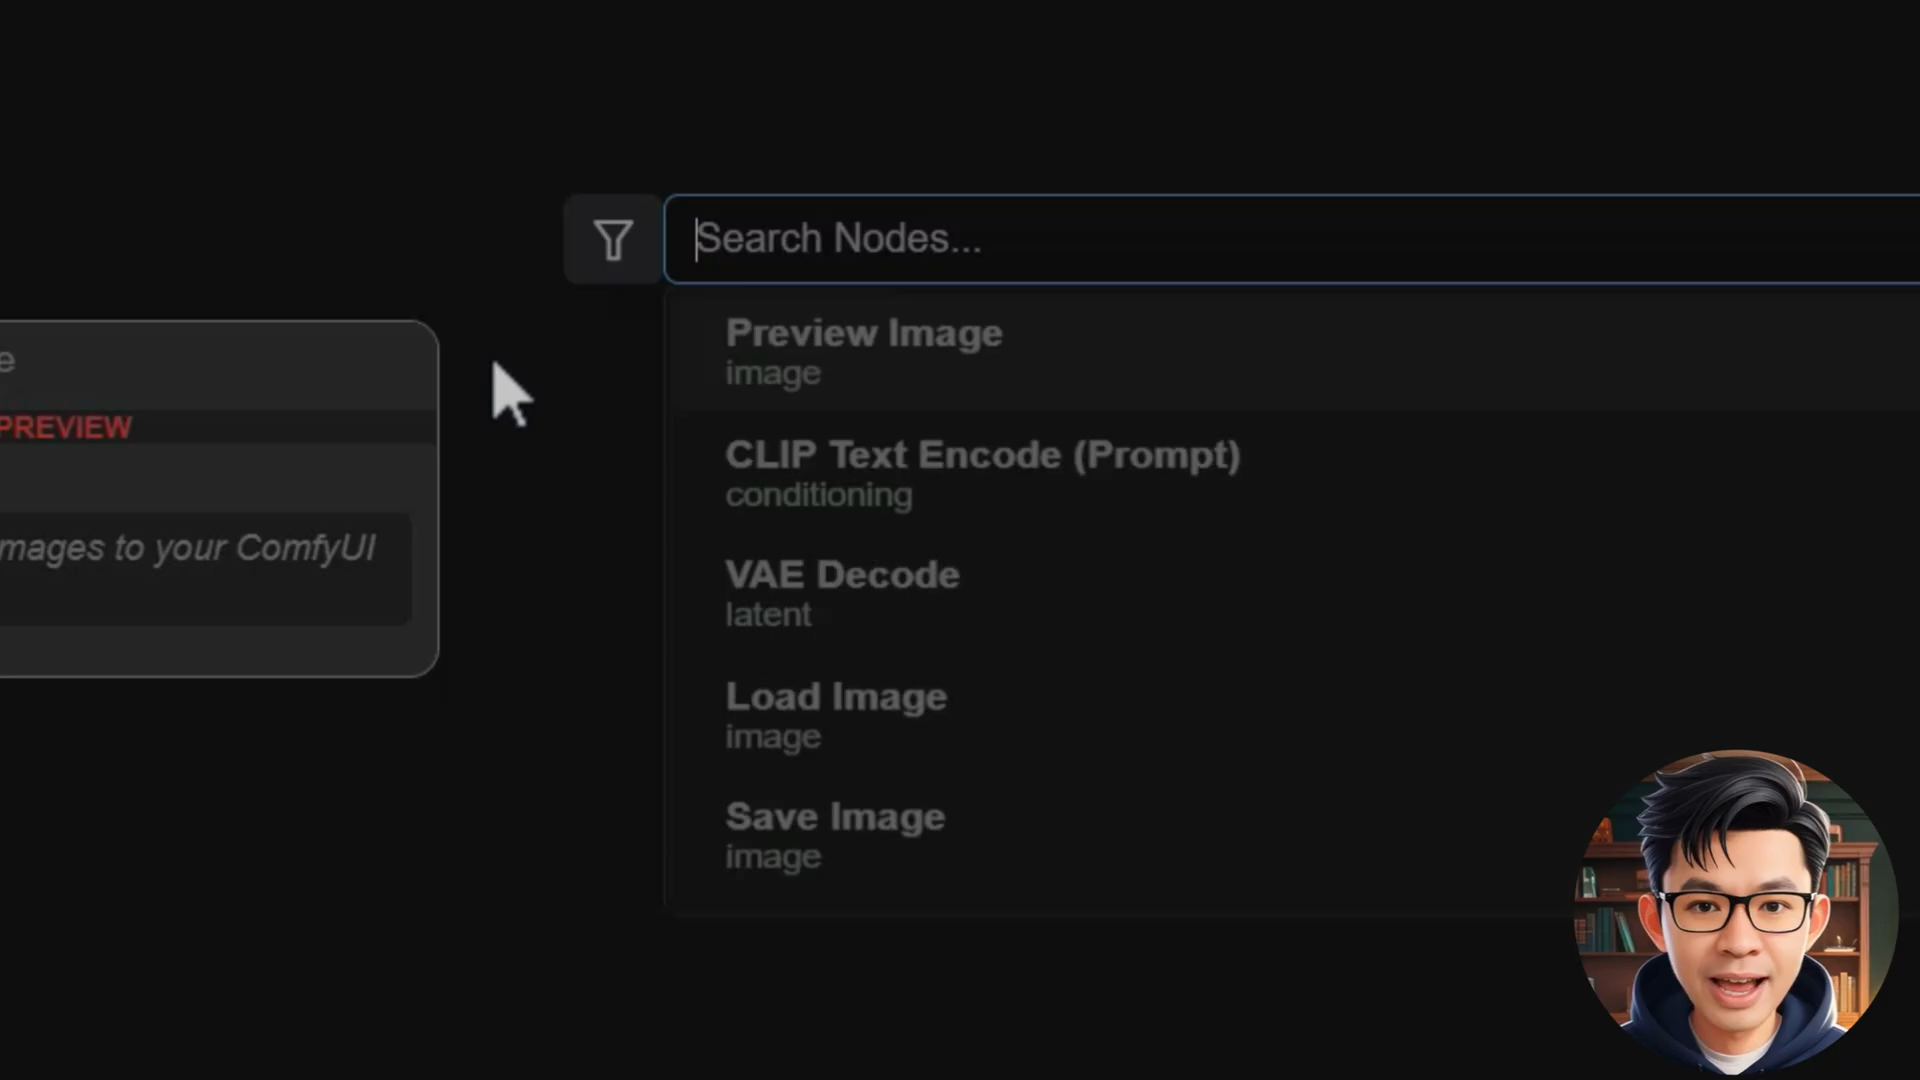 Search Nodes...
Preview Image
image
e
PREVIEW
CLIP Text Encode (Prompt)
conditioning
mages to your ComfyUI
VAE Decode
latent
Load Image
image
Save Image
image